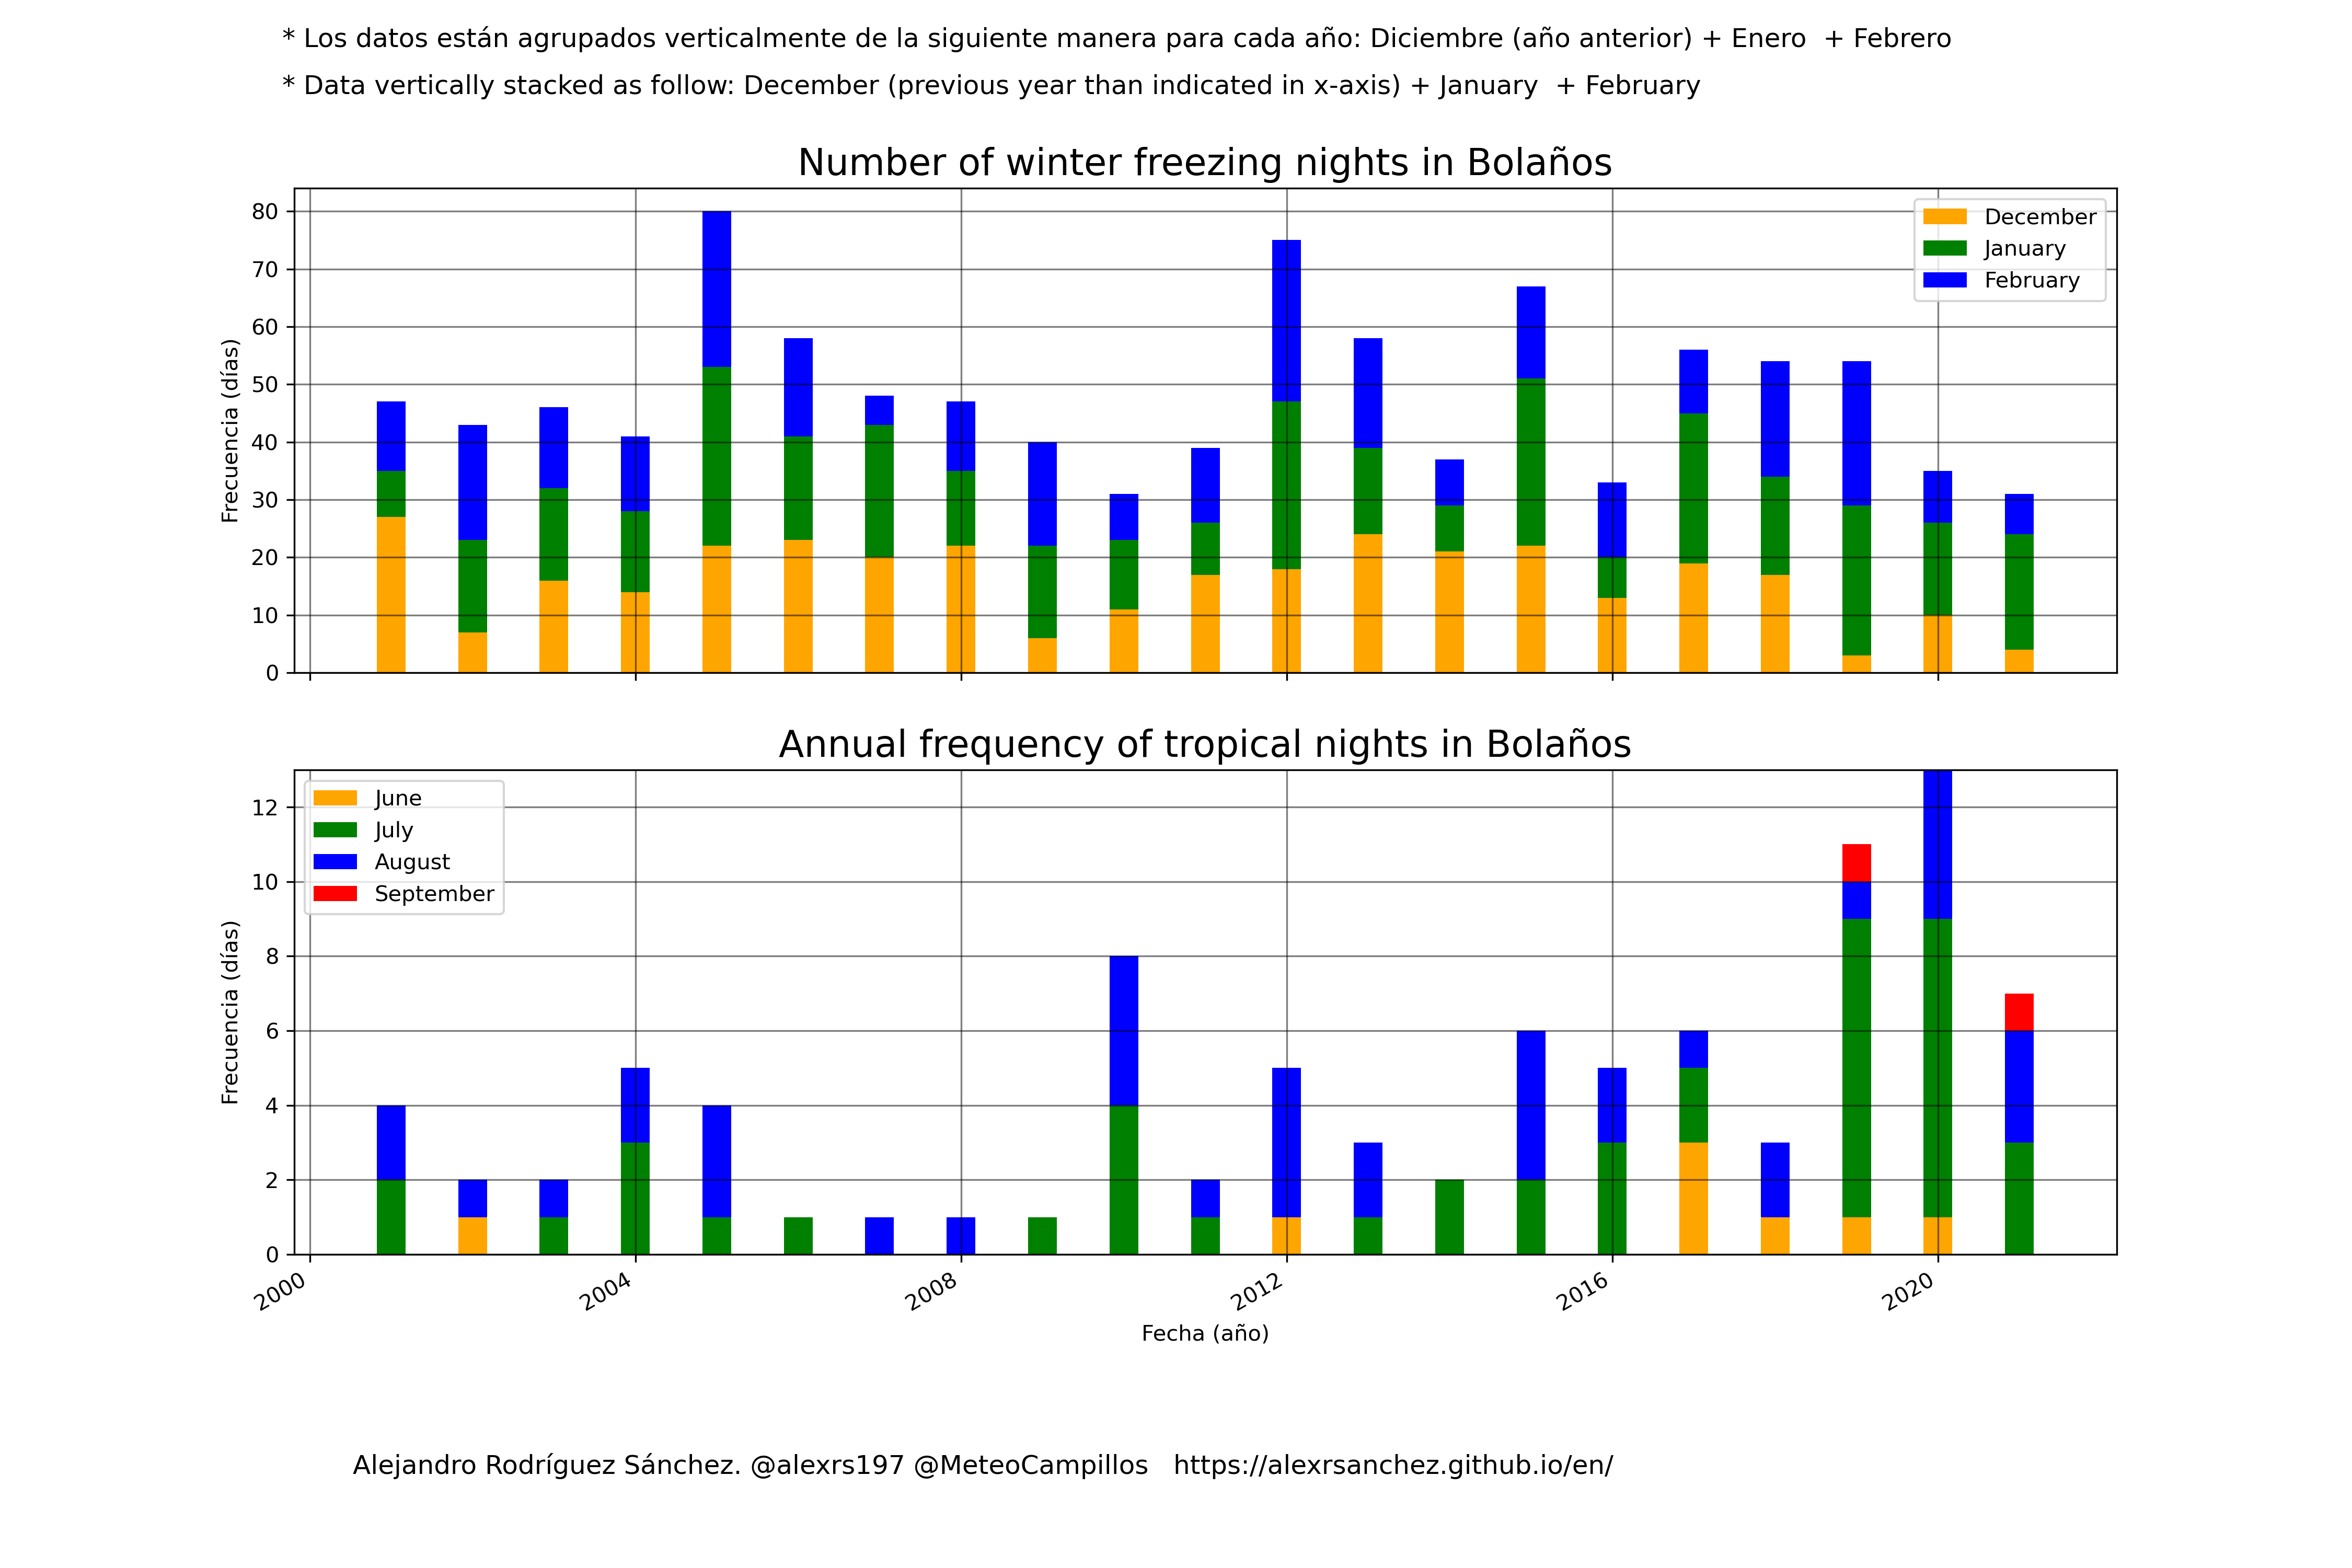 * Los datos están agrupados verticalmente de la siguiente manera para cada año: Diciembre (año anterior) + Enero  + Febrero
* Data vertically stacked as follow: December (previous year than indicated in x-axis) + January  + February
Number of winter freezing nights in Bolaños
80
70
60
50
40
30
20
10
0
Frecuencia (días)
December
January
February
Annual frequency of tropical nights in Bolaños
12
10
8
6
4
2
0
Frecuencia (días)
June
July
August
September
2000
2004
2008
2012
2016
2020
Fecha (año)
Alejandro Rodríguez Sánchez. @alexrs197 @MeteoCampillos   https://alexrsanchez.github.io/en/